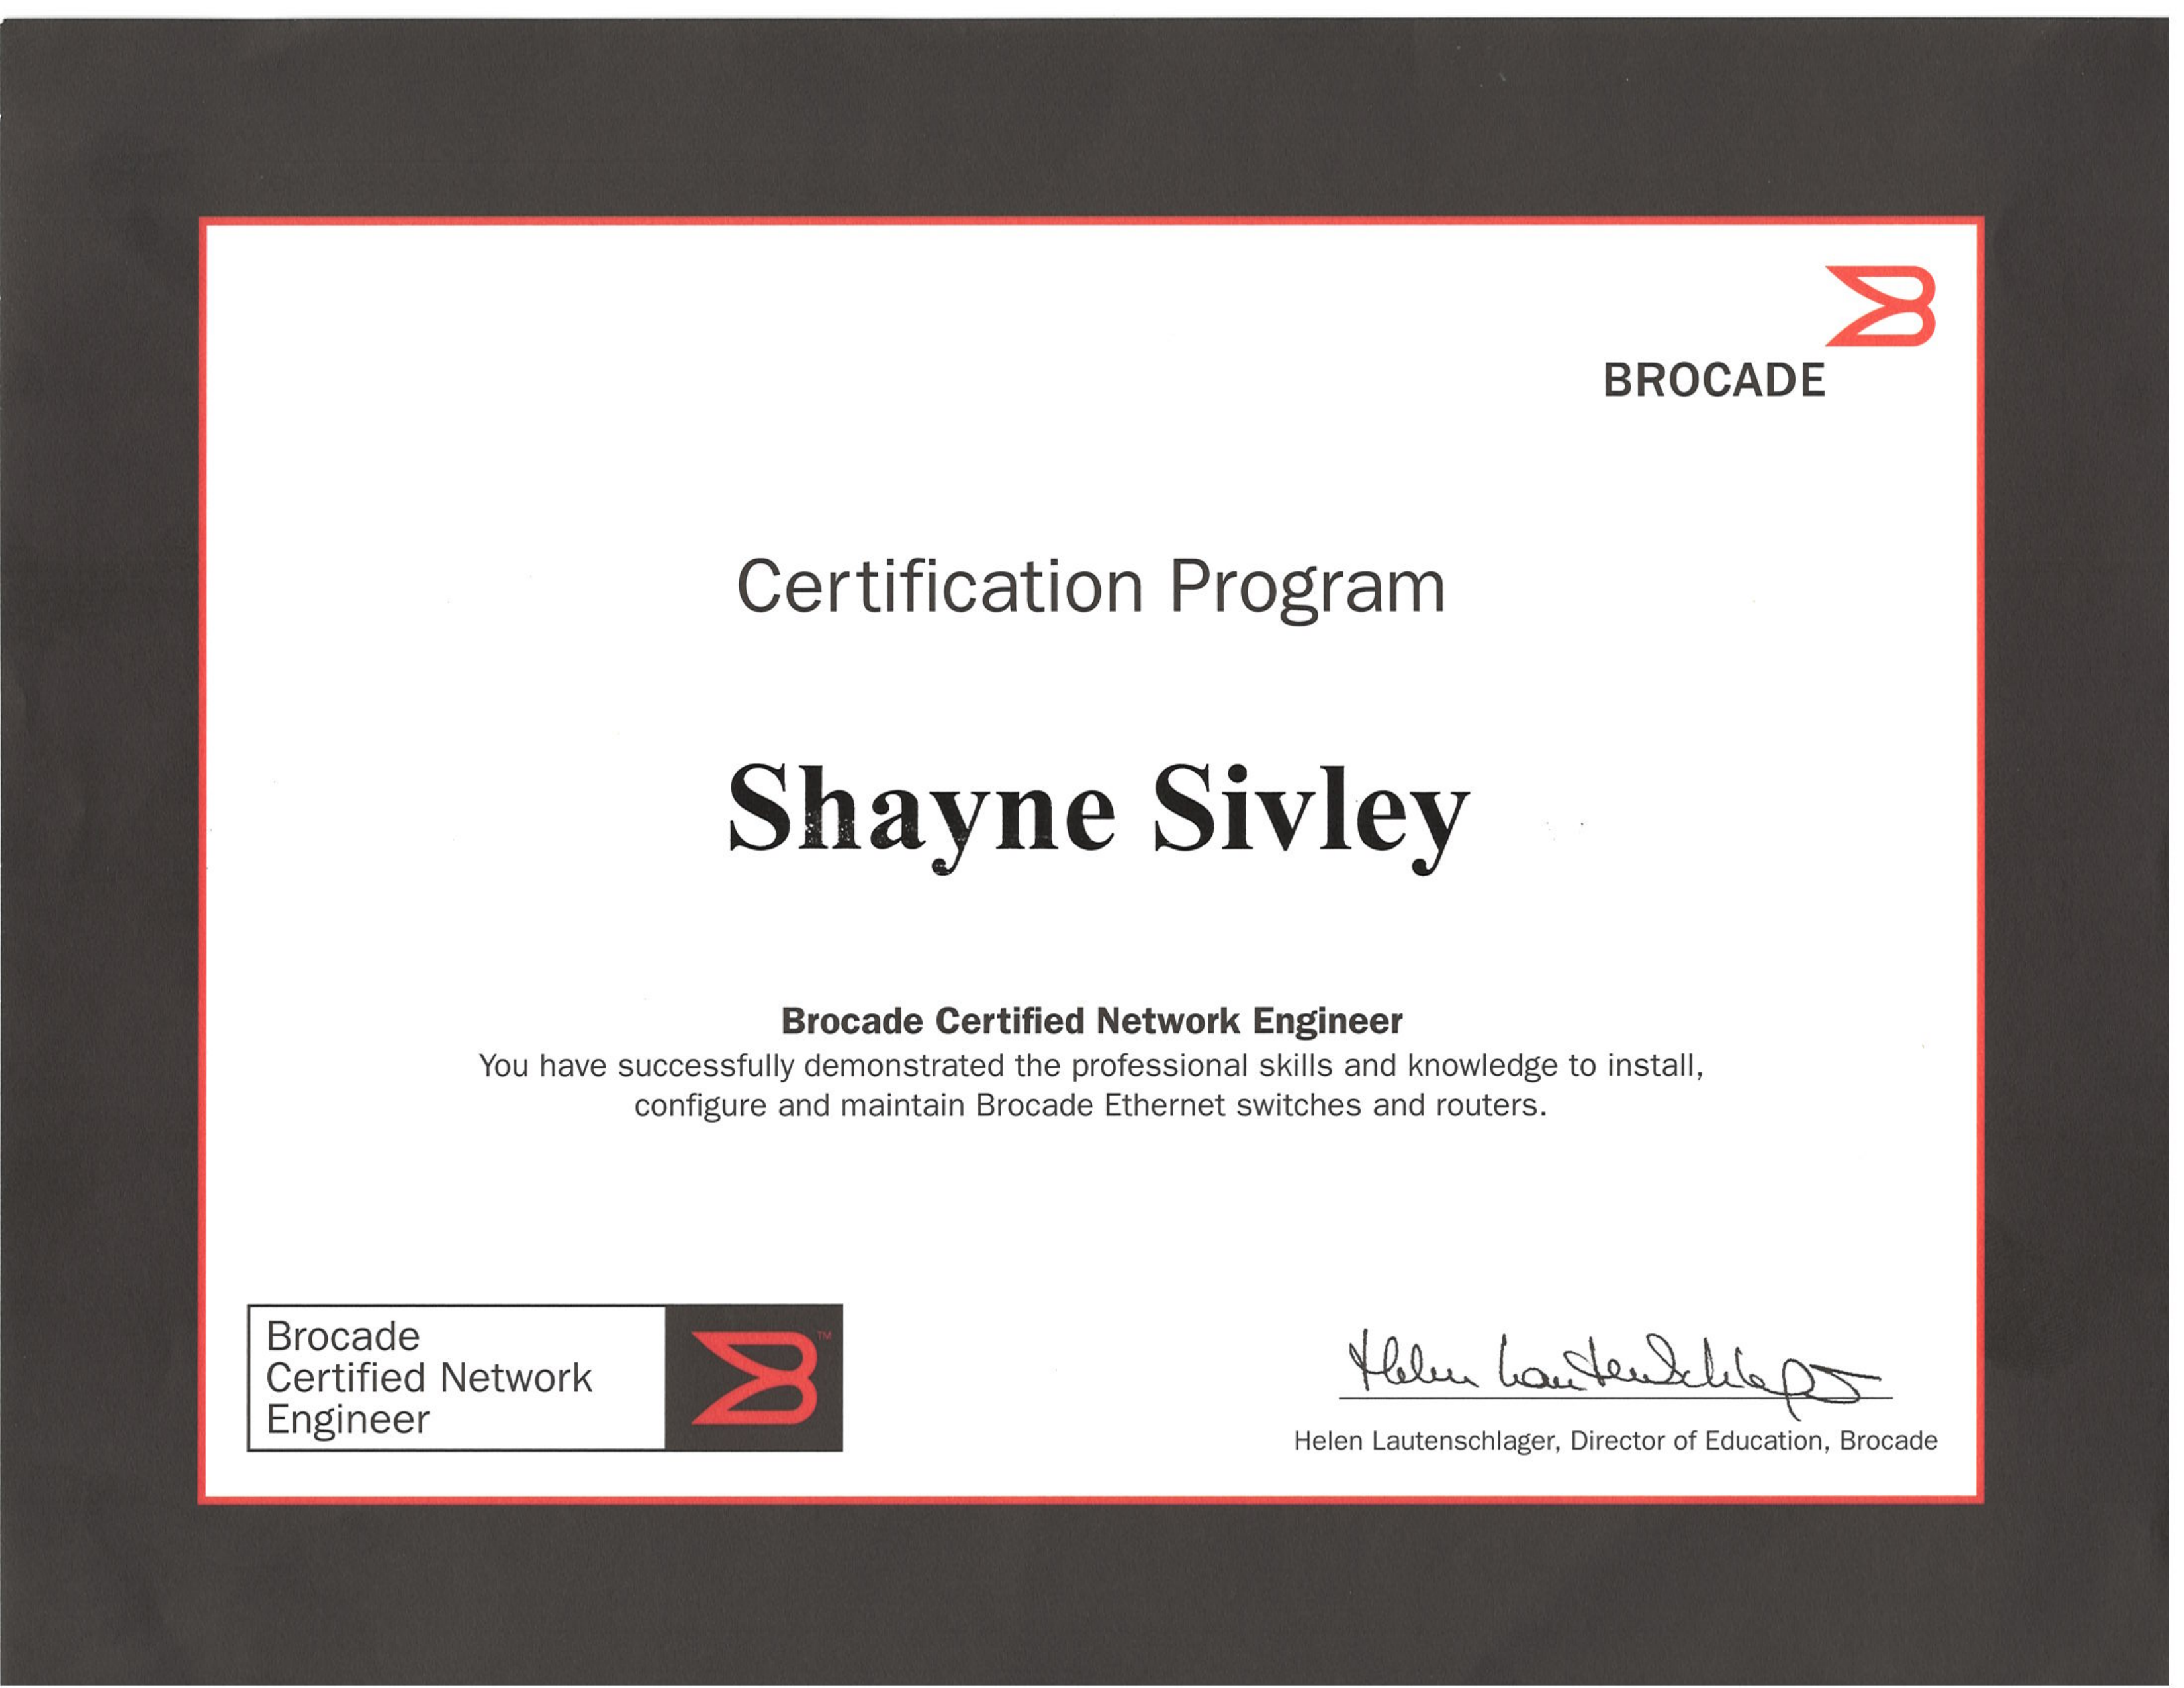 BROCADE
Certification Program
Shayne Sivley
Brocade Certified Network Engineer
You have successfully demonstrated the professional skills and knowledge to install,
configure and maintain Brocade Ethernet switches and routers.
Brocade
Certified Network
Engineer
TM
Helen Lautenschlager
Helen Lautenschlager, Director of Education, Brocade